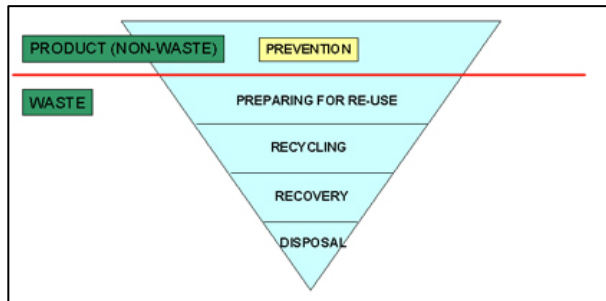 PRODUCT (NON-WASTE)
PREVENTION
WASTE
PREPARING FOR RE-USE
RECYCLING
RECOVERY
DISPOSAL